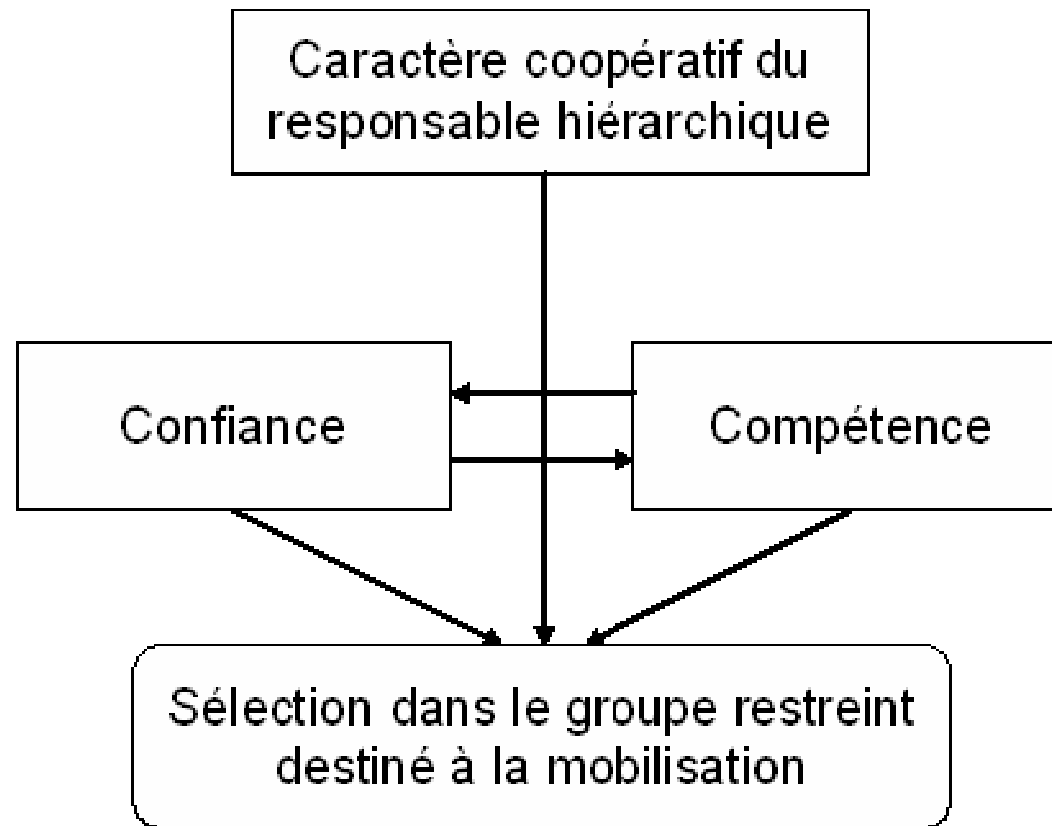 Caractère coopératif du
responsable hiérarchique
Confiance
Compétence
Sélection dans le groupe restreint
destiné à la mobilisation